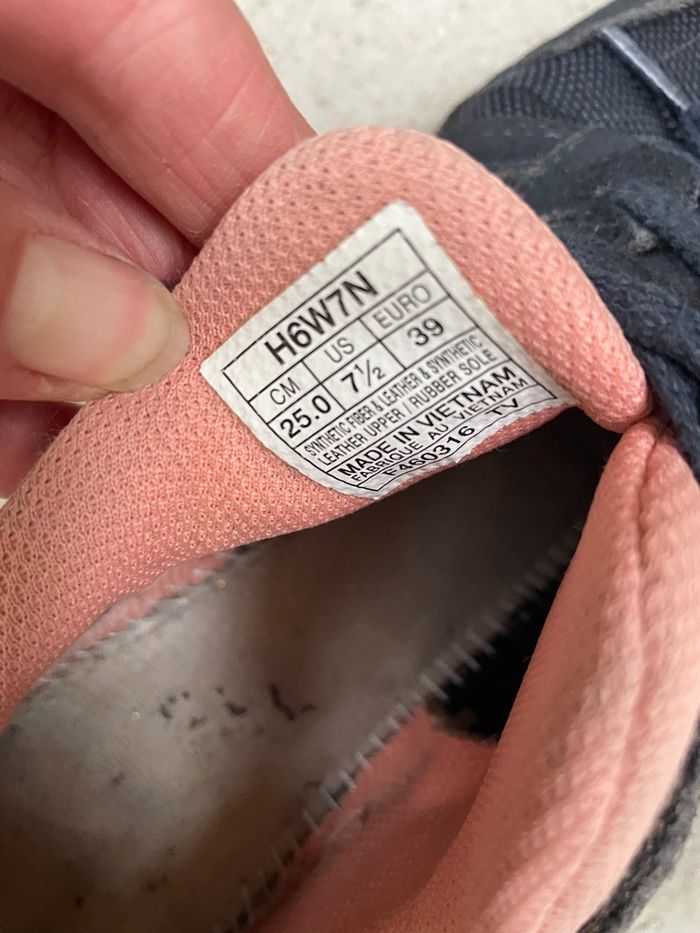 H6W7N
CM US EURO
25.0 7½ 39
SYNTHETIC FIBER & LEATHER & SYNTHETIC
LEATHER UPPER / RUBBER SOLE
MADE IN VIETNAM
FABRIQUE AU VIETNAM
F460316 TV